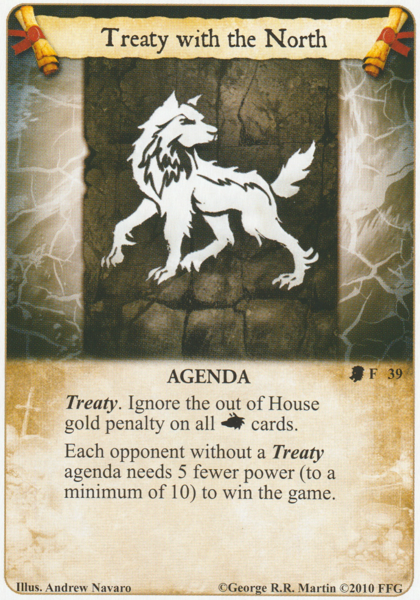 Treaty with the North
AGENDA
F 39
Treaty. Ignore the out of House
gold penalty on all cards.
Each opponent without a Treaty
agenda needs 5 fewer power (to a
minimum of 10) to win the game.
Illus. Andrew Navaro
©George R.R. Martin ©2010 FFG